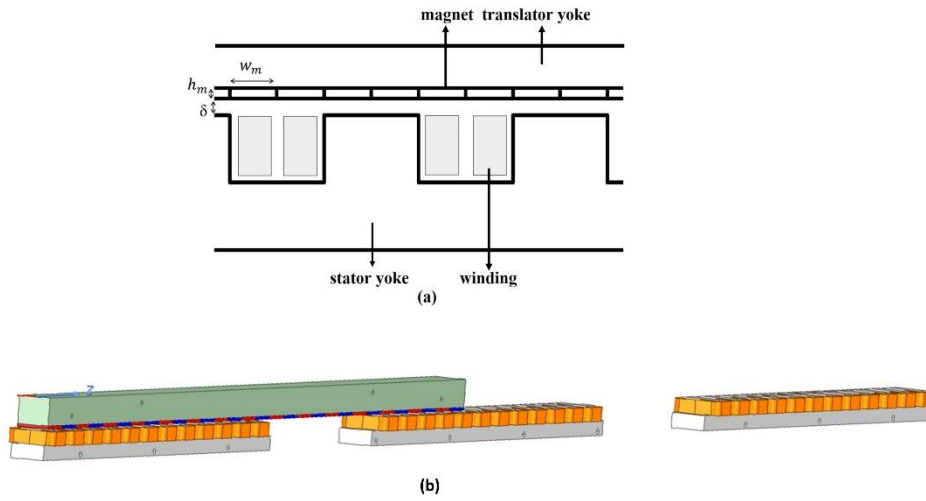 magnet translator yoke
w_m
h_m
δ
stator yoke winding
(a)
Z
(b)